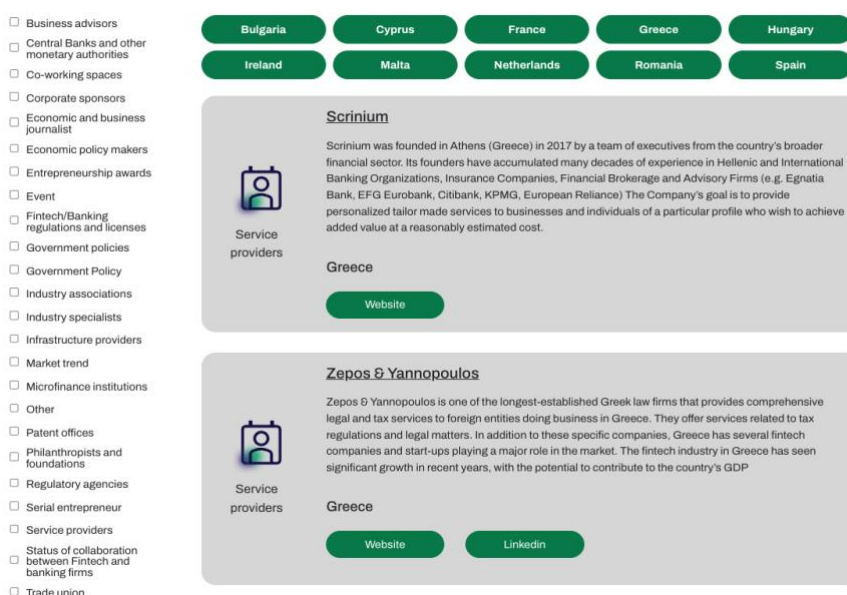 Business advisors
Central Banks and other
monetary authorities
Co-working spaces
Corporate sponsors
Economic and business
journalist
Economic policy makers
Entrepreneurship awards
Event
Fintech/Banking
regulations and licenses
Government policies
Government Policy
Industry associations
Industry specialists
Infrastructure providers
Market trend
Microfinance institutions
Other
Patent offices
Philanthropists and
foundations
Regulatory agencies
Serial entrepreneur
Service providers
Status of collaboration
between Fintech and
banking firms
Trade union
Bulgaria Cyprus France Greece Hungary
Ireland Malta Netherlands Romania Spain
Service
providers
Scrinium
Scrinium was founded in Athens (Greece) in 2017 by a team of executives from the country's broader
financial sector. Its founders have accumulated many decades of experience in Hellenic and International
Banking Organizations, Insurance Companies, Financial Brokerage and Advisory Firms (e.g. Egnatia
Bank, EFG Eurobank, Citibank, KPMG, European Reliance) The Company's goal is to provide
personalized tailor made services to businesses and individuals of a particular profile who wish to achieve
added value at a reasonably estimated cost.
Greece
Website
Service
providers
Zepos & Yannopoulos
Zepos & Yannopoulos is one of the longest-established Greek law firms that provides comprehensive
legal and tax services to foreign entities doing business in Greece. They offer services related to tax
regulations and legal matters. In addition to these specific companies, Greece has several fintech
companies and start-ups playing a major role in the market. The fintech industry in Greece has seen
significant growth in recent years, with the potential to contribute to the country's GDP
Greece
Website Linkedin